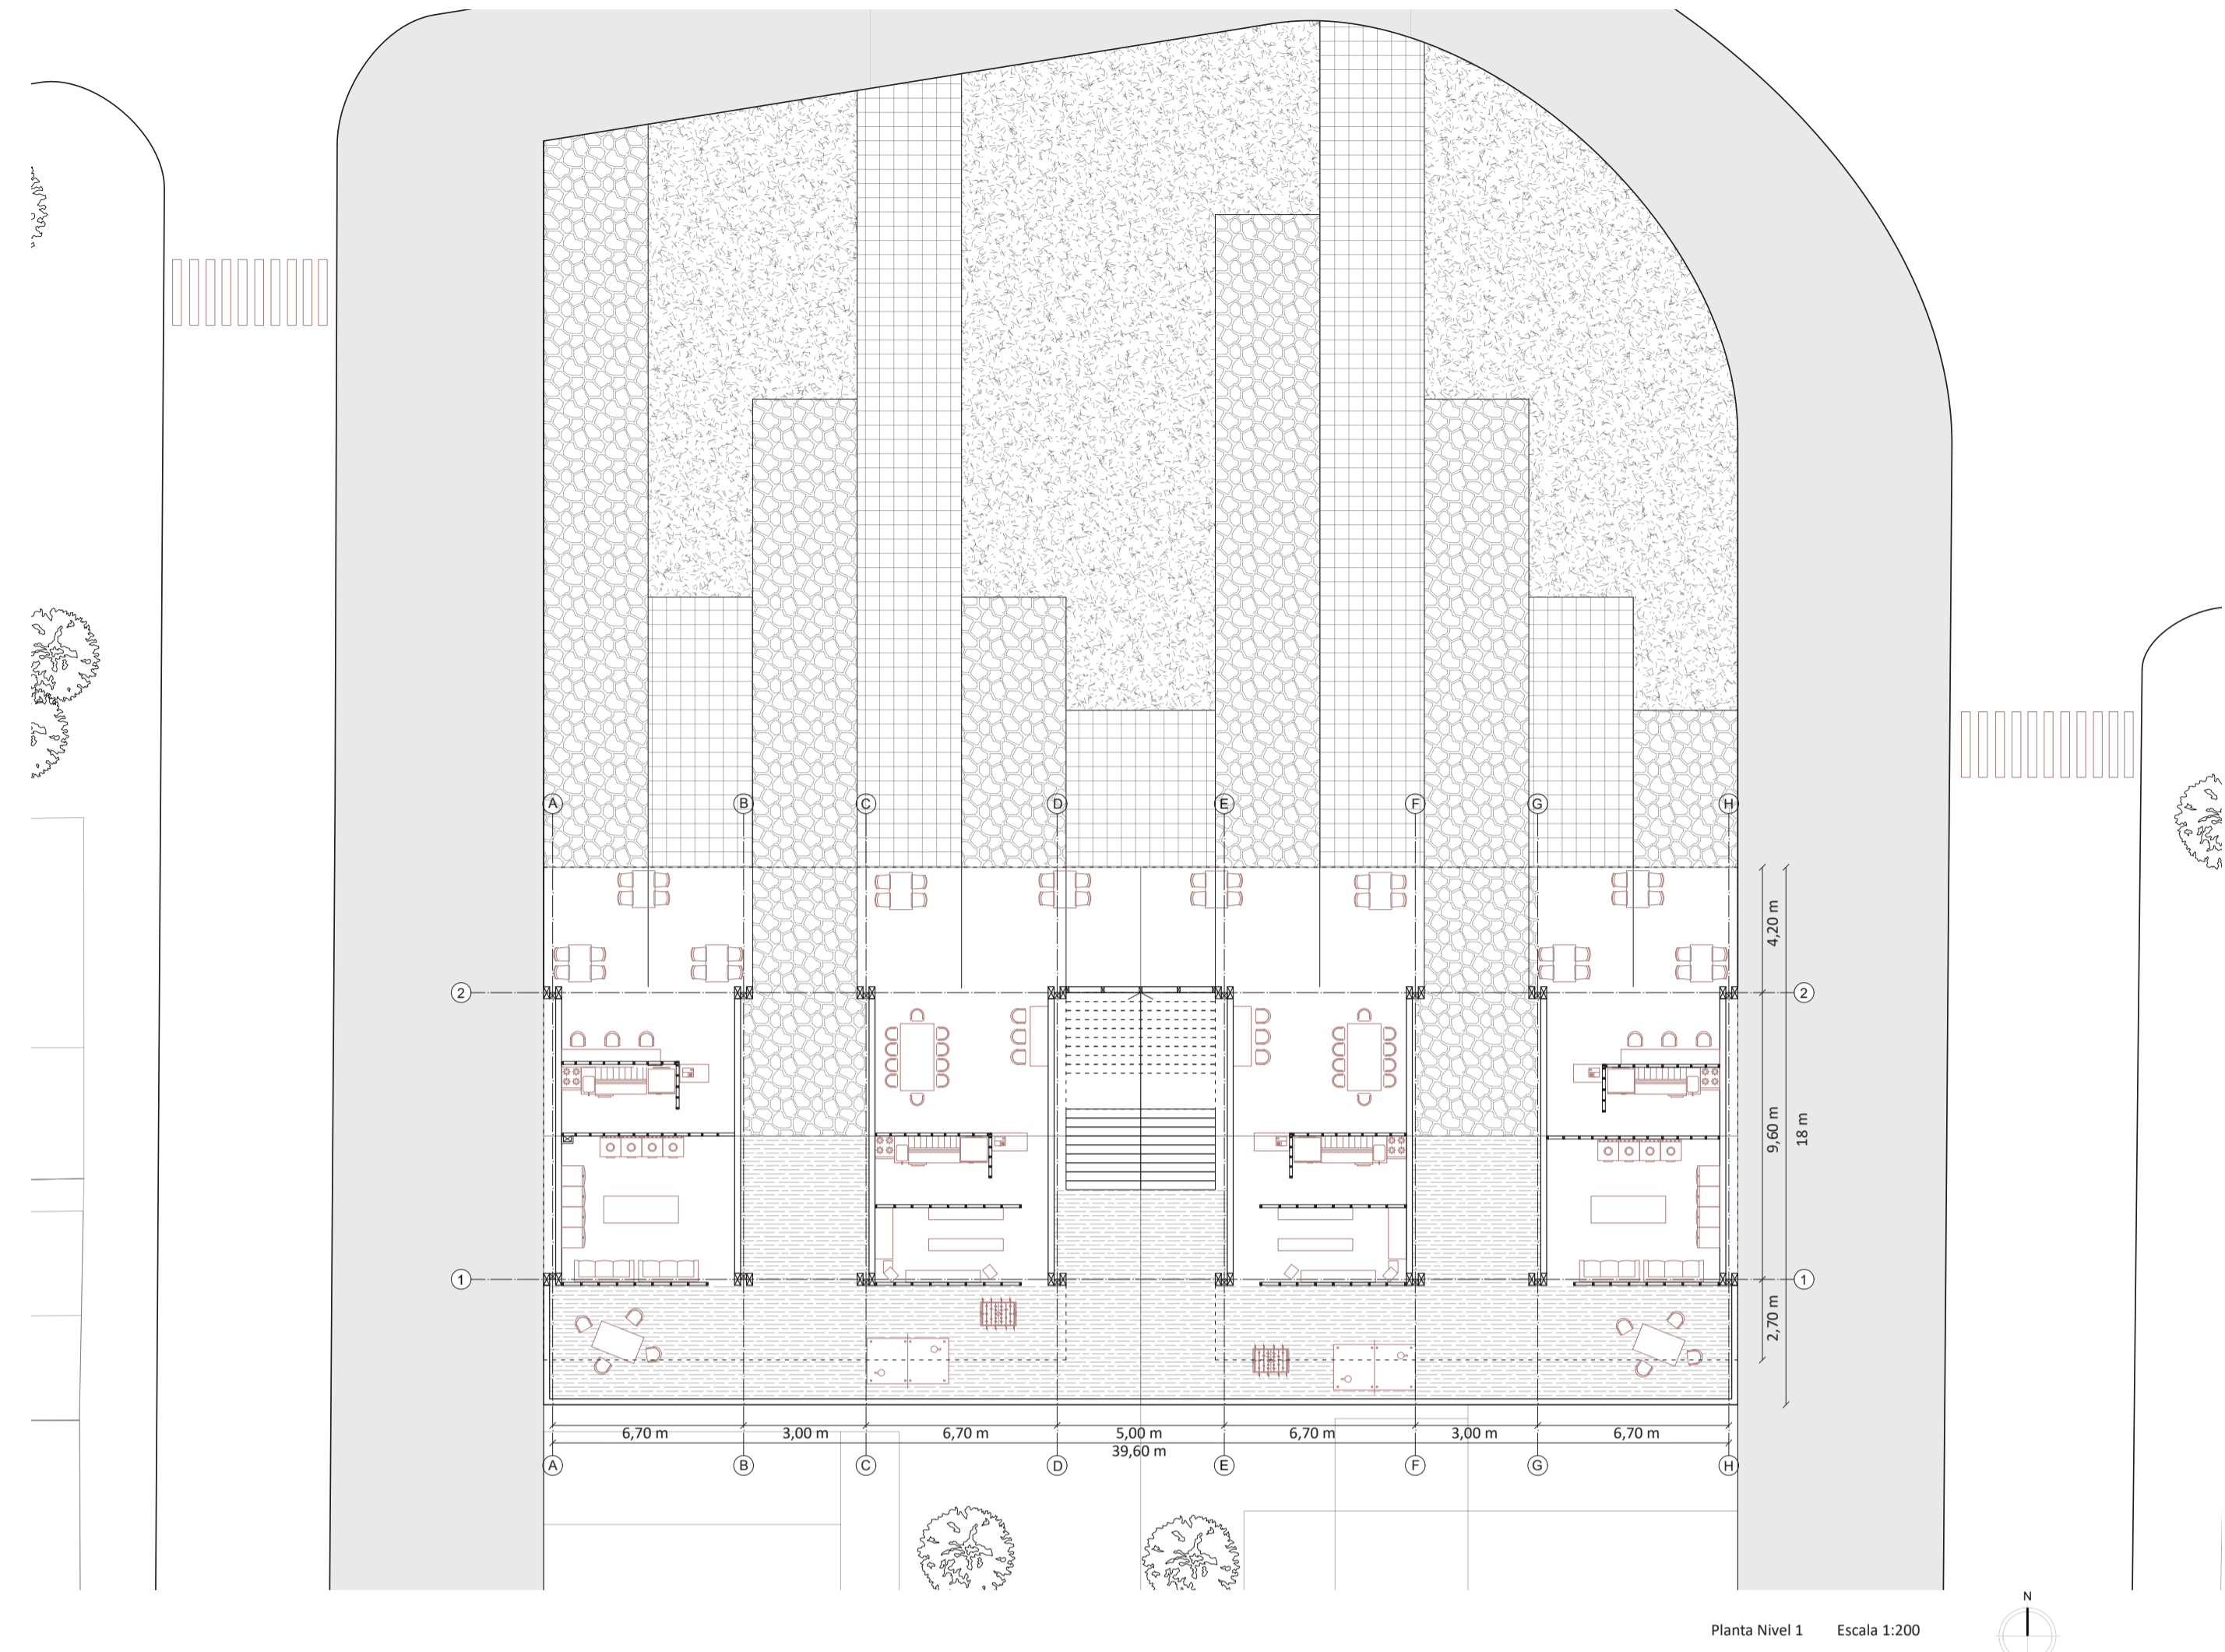 A B C D E F G H
4,20 m
2 2
9,60 m
18 m
1 1
2,70 m
6,70 m 3,00 m 6,70 m 5,00 m 6,70 m 3,00 m 6,70 m
39,60 m
A B C D E F G H
N
Planta Nivel 1 Escala 1:200